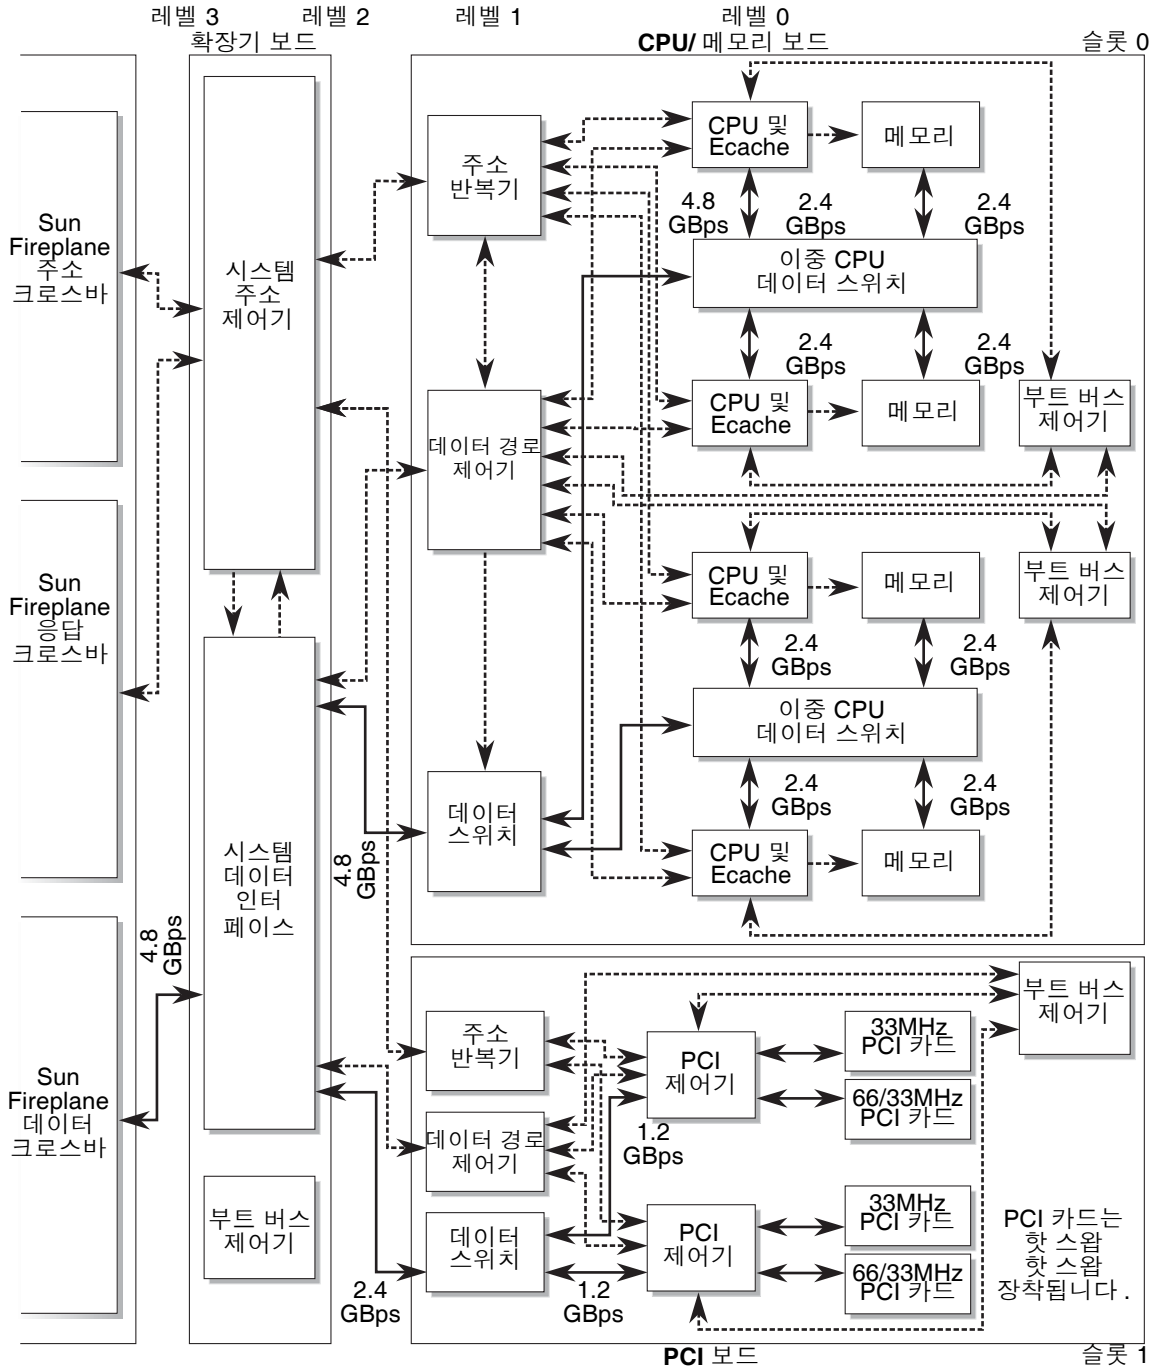 레벨 3
레벨 2
레벨 1
레벨 0
확장기 보드
CPU/ 메모리 보드
슬롯 0
Sun
Fireplane
주소
크로스바
Sun
Fireplane
응답
크로스바
Sun
Fireplane
데이터
크로스바
4.8
GBps
시스템
주소
제어기
시스템
데이터
인터
페이스
부트 버스
제어기
4.8
GBps
2.4
GBps
주소
반복기
데이터 경로
제어기
데이터
스위치
CPU 및
Ecache
메모리
4.8
GBps
2.4
GBps
2.4
GBps
이중 CPU
데이터 스위치
2.4
GBps
2.4
GBps
CPU 및
Ecache
메모리
부트 버스
제어기
CPU 및
Ecache
메모리
부트 버스
제어기
2.4
GBps
2.4
GBps
이중 CPU
데이터 스위치
2.4
GBps
2.4
GBps
CPU 및
Ecache
메모리
부트 버스
제어기
주소
반복기
데이터 경로
제어기
데이터
스위치
PCI
제어기
33MHz
PCI 카드
66/33MHz
PCI 카드
1.2
GBps
PCI
제어기
33MHz
PCI 카드
66/33MHz
PCI 카드
1.2
GBps
PCI 카드는
핫 스왑
핫 스왑
장착됩니다 .
PCI 보드
슬롯 1